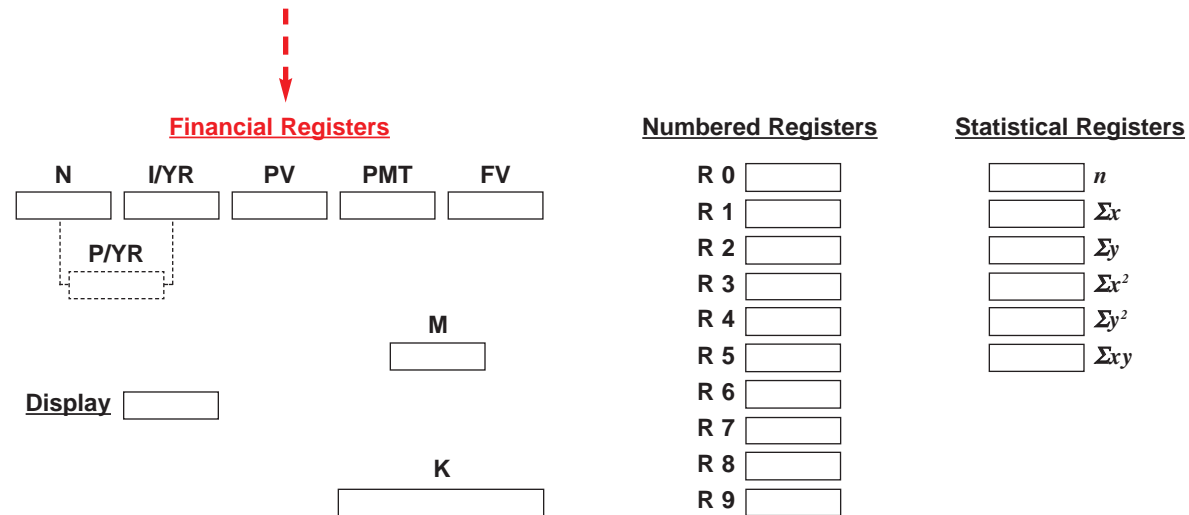 Financial Registers
N I/YR PV PMT FV
P/YR
M
Display
K
Numbered Registers
R 0
R 1
R 2
R 3
R 4
R 5
R 6
R 7
R 8
R 9
Statistical Registers
n
Σx
Σy
Σx²
Σy²
Σxy